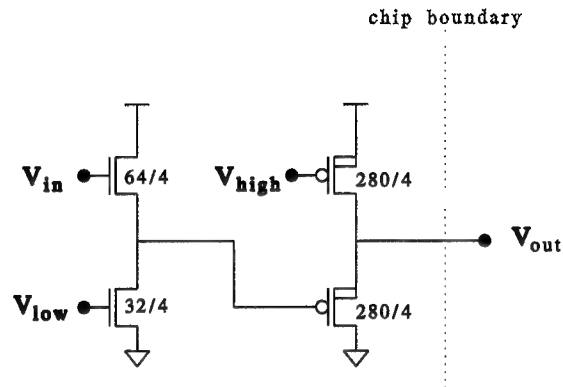 chip boundary
V_in
64/4
V_high
280/4
V_out
V_low
32/4
280/4